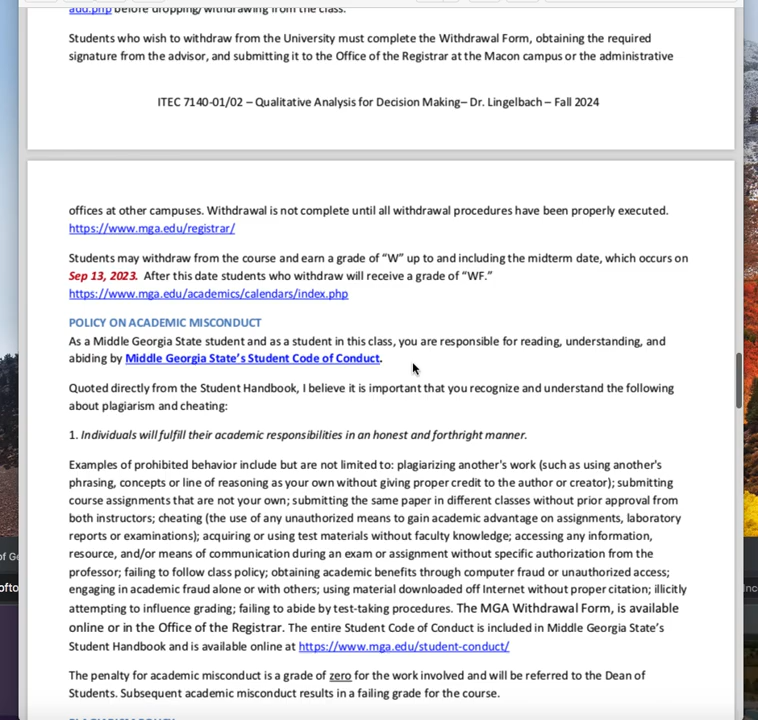 add.php before dropping/withdrawing from the class.
Students who wish to withdraw from the University must complete the Withdrawal Form, obtaining the required
signature from the advisor, and submitting it to the Office of the Registrar at the Macon campus or the administrative
ITEC 7140-01/02 – Qualitative Analysis for Decision Making– Dr. Lingelbach – Fall 2024
offices at other campuses. Withdrawal is not complete until all withdrawal procedures have been properly executed.
https://www.mga.edu/registrar/
Students may withdraw from the course and earn a grade of “W” up to and including the midterm date, which occurs on
Sep 13, 2023. After this date students who withdraw will receive a grade of “WF.”
https://www.mga.edu/academics/calendars/index.php
POLICY ON ACADEMIC MISCONDUCT
As a Middle Georgia State student and as a student in this class, you are responsible for reading, understanding, and
abiding by Middle Georgia State’s Student Code of Conduct.
Quoted directly from the Student Handbook, I believe it is important that you recognize and understand the following
about plagiarism and cheating:
1. Individuals will fulfill their academic responsibilities in an honest and forthright manner.
Examples of prohibited behavior include but are not limited to: plagiarizing another's work (such as using another's
phrasing, concepts or line of reasoning as your own without giving proper credit to the author or creator); submitting
course assignments that are not your own; submitting the same paper in different classes without prior approval from
both instructors; cheating (the use of any unauthorized means to gain academic advantage on assignments, laboratory
reports or examinations); acquiring or using test materials without faculty knowledge; accessing any information,
resource, and/or means of communication during an exam or assignment without specific authorization from the
professor; failing to follow class policy; obtaining academic benefits through computer fraud or unauthorized access;
engaging in academic fraud alone or with others; using material downloaded off Internet without proper citation; illicitly
attempting to influence grading; failing to abide by test-taking procedures. The MGA Withdrawal Form, is available
online or in the Office of the Registrar. The entire Student Code of Conduct is included in Middle Georgia State’s
Student Handbook and is available online at https://www.mga.edu/student-conduct/
The penalty for academic misconduct is a grade of zero for the work involved and will be referred to the Dean of
Students. Subsequent academic misconduct results in a failing grade for the course.